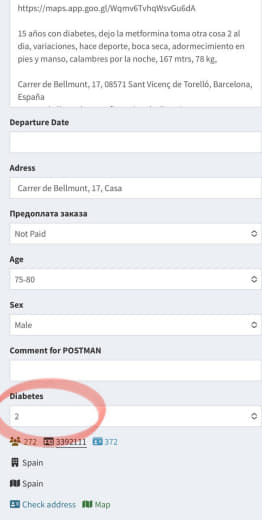 https://maps.app.goo.gl/Wqmv6TvhqWsvGu6dA
15 años con diabetes, dejo la metformina toma otra cosa 2 al
dia, variaciones, hace deporte, boca seca, adormecimiento en
pies y manso, calambres por la noche, 167 mtrs, 78 kg,
Carrer de Bellmunt, 17, 08571 Sant Vicenç de Torelló, Barcelona,
España
Departure Date
Adress
Carrer de Bellmunt, 17, Casa
Предоплата заказа
Not Paid
Age
75-80
Sex
Male
Comment for POSTMAN
Diabetes
2
272 3392111 372
Spain
Spain
Check address Map